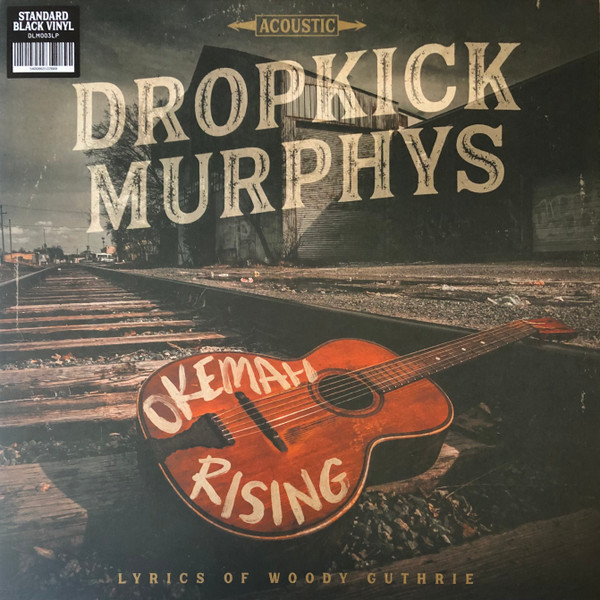 STANDARD
BLACK VINYL
DLM003LP
ACOUSTIC
DROPKICK
MURPHYS
OKEMAH
RISING
LYRICS OF WOODY GUTHRIE